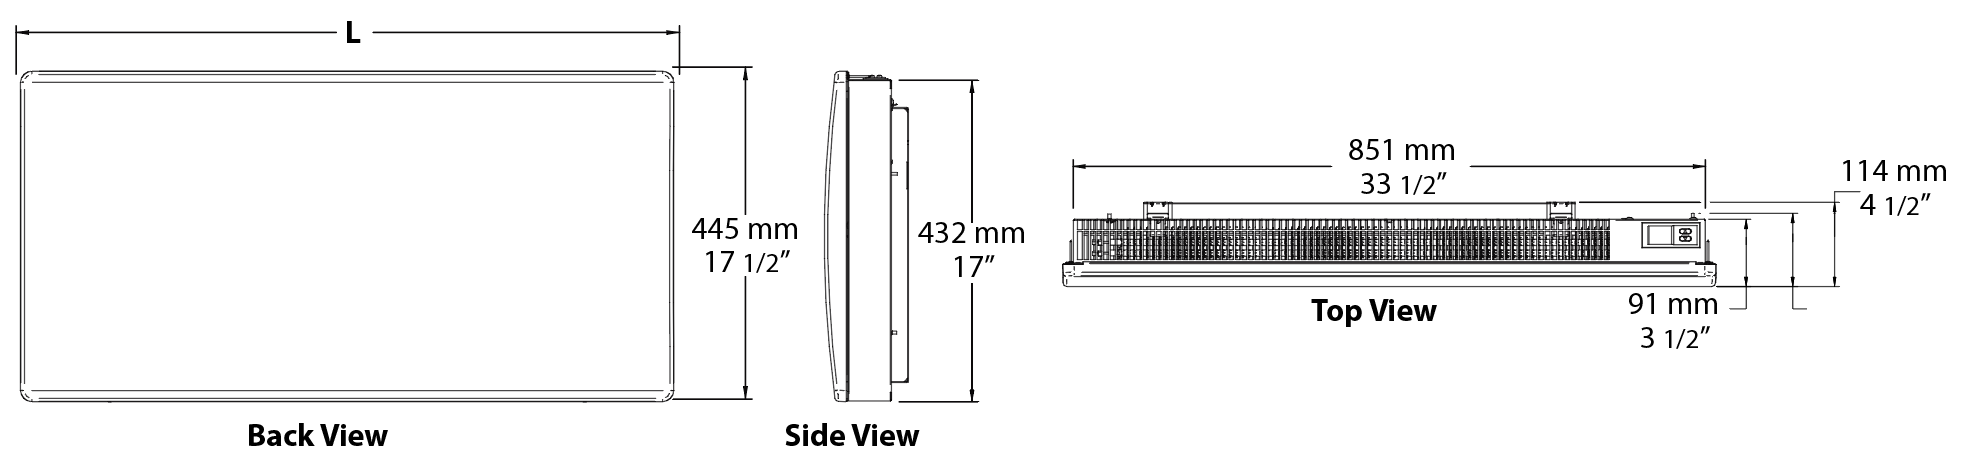 L
445 mm
17 1/2”
Back View
432 mm
17”
Side View
851 mm
33 1/2”
114 mm
4 1/2”
91 mm
3 1/2”
Top View